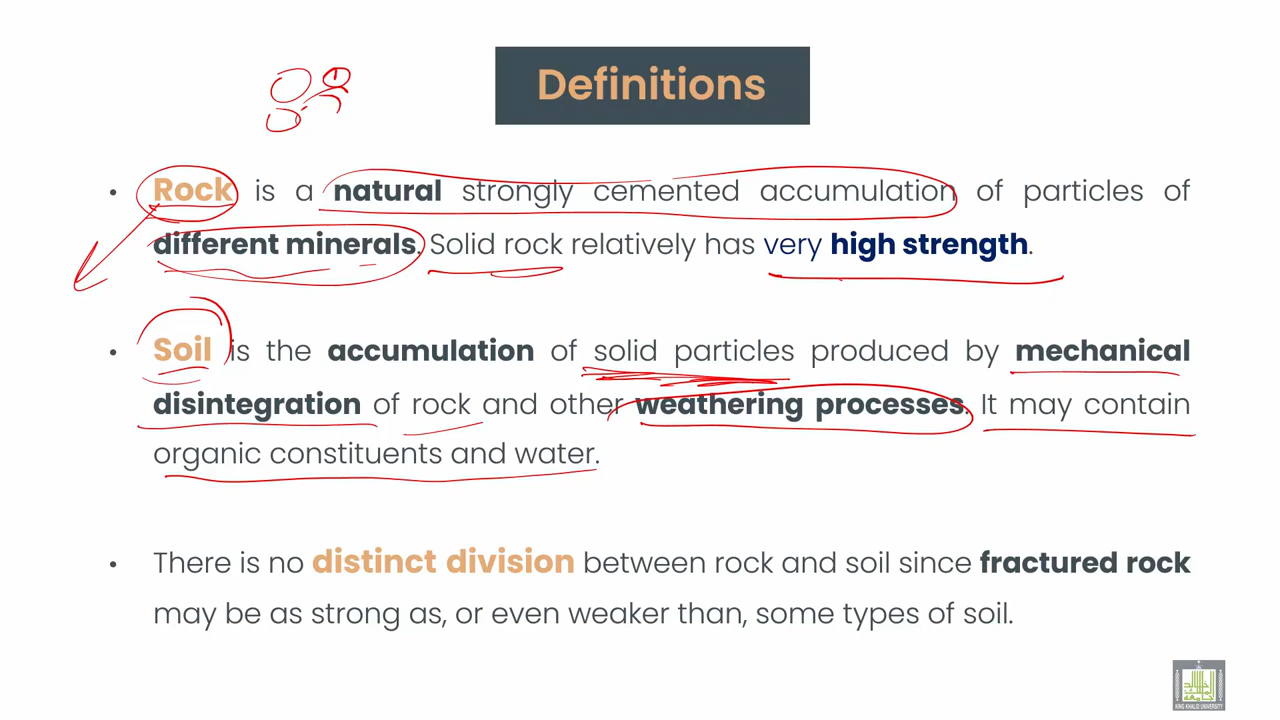 Definitions
• Rock is a natural strongly cemented accumulation of particles of
different minerals. Solid rock relatively has very high strength.
• Soil is the accumulation of solid particles produced by mechanical
disintegration of rock and other weathering processes. It may contain
organic constituents and water.
• There is no distinct division between rock and soil since fractured rock
may be as strong as, or even weaker than, some types of soil.
KING KHALID UNIVERSITY